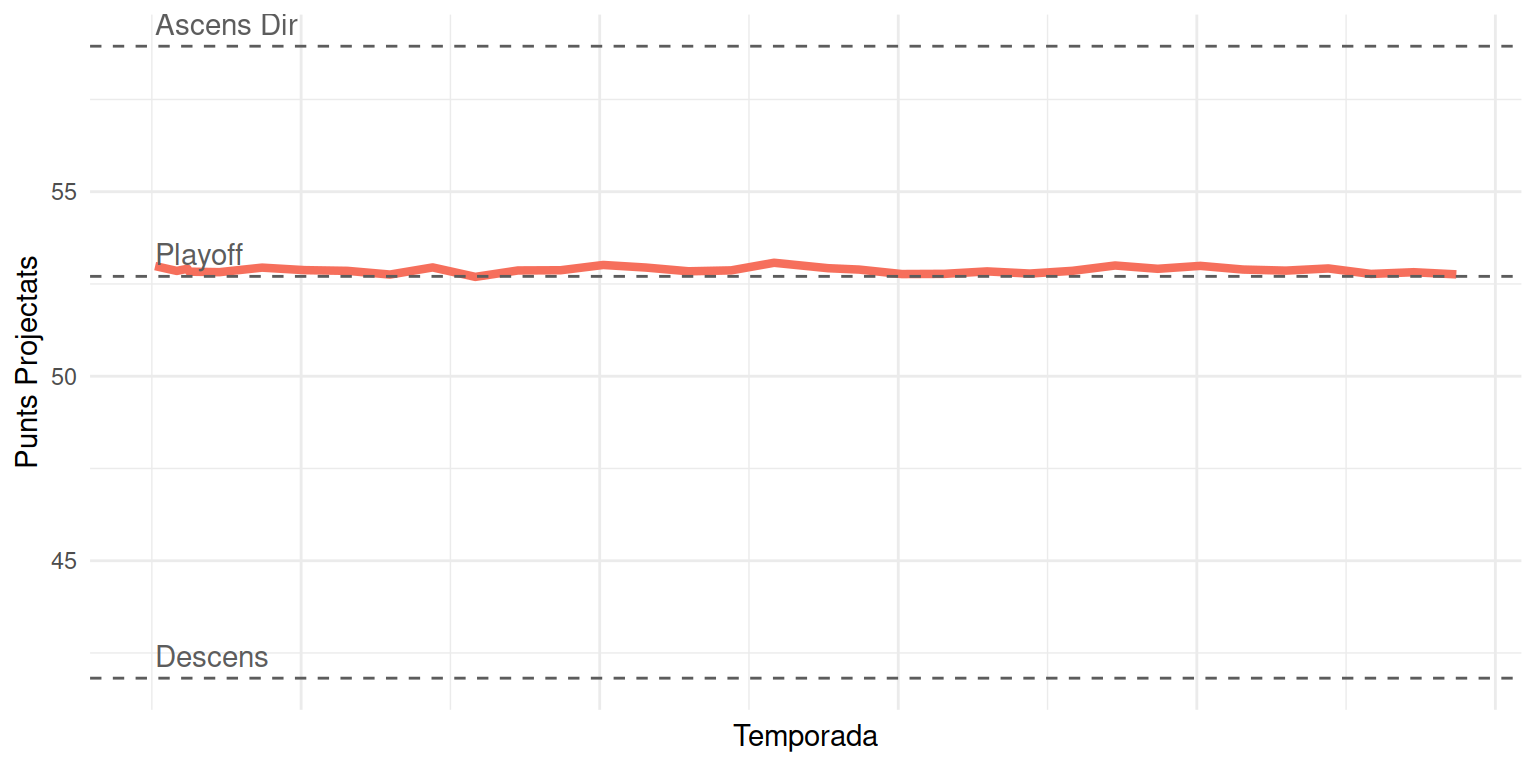 Ascens Dir
55
Playoff
50
45
Descens
Punts Projectats
Temporada